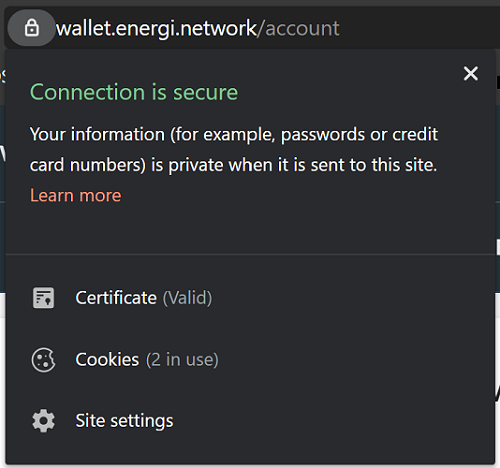 wallet.energi.network/account
Connection is secure
Your information (for example, passwords or credit
card numbers) is private when it is sent to this site.
Learn more
Certificate (Valid)
Cookies (2 in use)
Site settings